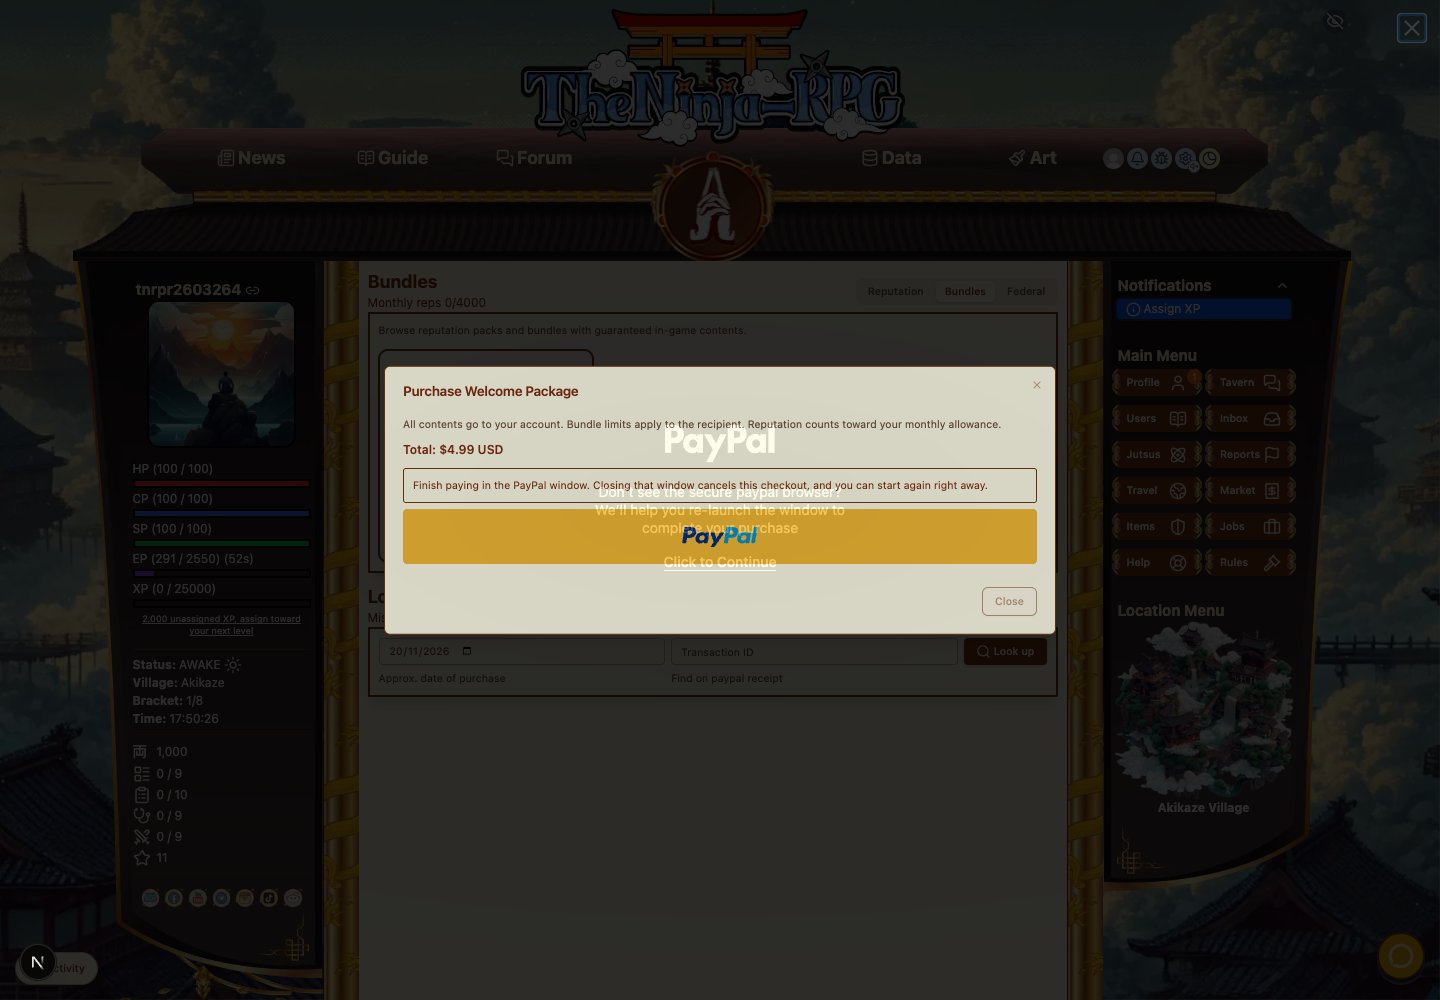 TheNinja-RPG
News
Guide
Forum
Data
Art
tnrpr2603264
HP (100 / 100)
CP (100 / 100)
SP (100 / 100)
EP (291 / 2550) (52s)
XP (0 / 25000)
2,000 unassigned XP, assign toward
your next level
Status: AWAKE
Village: Akikaze
Bracket: 1/8
Time: 17:50:26
両 1,000
0 / 9
0 / 10
0 / 9
0 / 9
11
N
ctivity
Bundles
Monthly reps 0/4000
Reputation
Bundles
Federal
Browse reputation packs and bundles with guaranteed in-game contents.
Purchase Welcome Package
All contents go to your account. Bundle limits apply to the recipient. Reputation counts toward your monthly allowance.
PayPal
Total: $4.99 USD
Finish paying in the PayPal window. Closing that window cancels this checkout, and you can start again right away.
Don't see the secure paypal browser?
We'll help you re-launch the window to
complete your purchase
PayPal
Click to Continue
Close
Lo
Mis
20/11/2026
Transaction ID
Look up
Approx. date of purchase
Find on paypal receipt
Notifications
Assign XP
Main Menu
Profile
1
Tavern
Users
Inbox
Jutsus
Reports
Travel
Market
Items
Jobs
Help
Rules
Location Menu
Akikaze Village